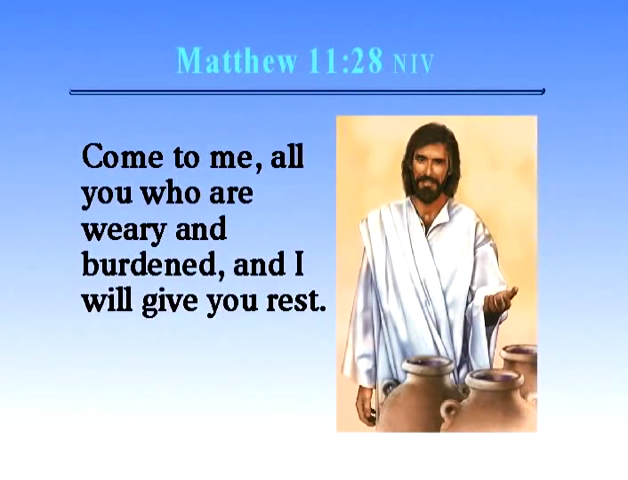 Matthew 11:28 NIV
Come to me, all
you who are
weary and
burdened, and I
will give you rest.